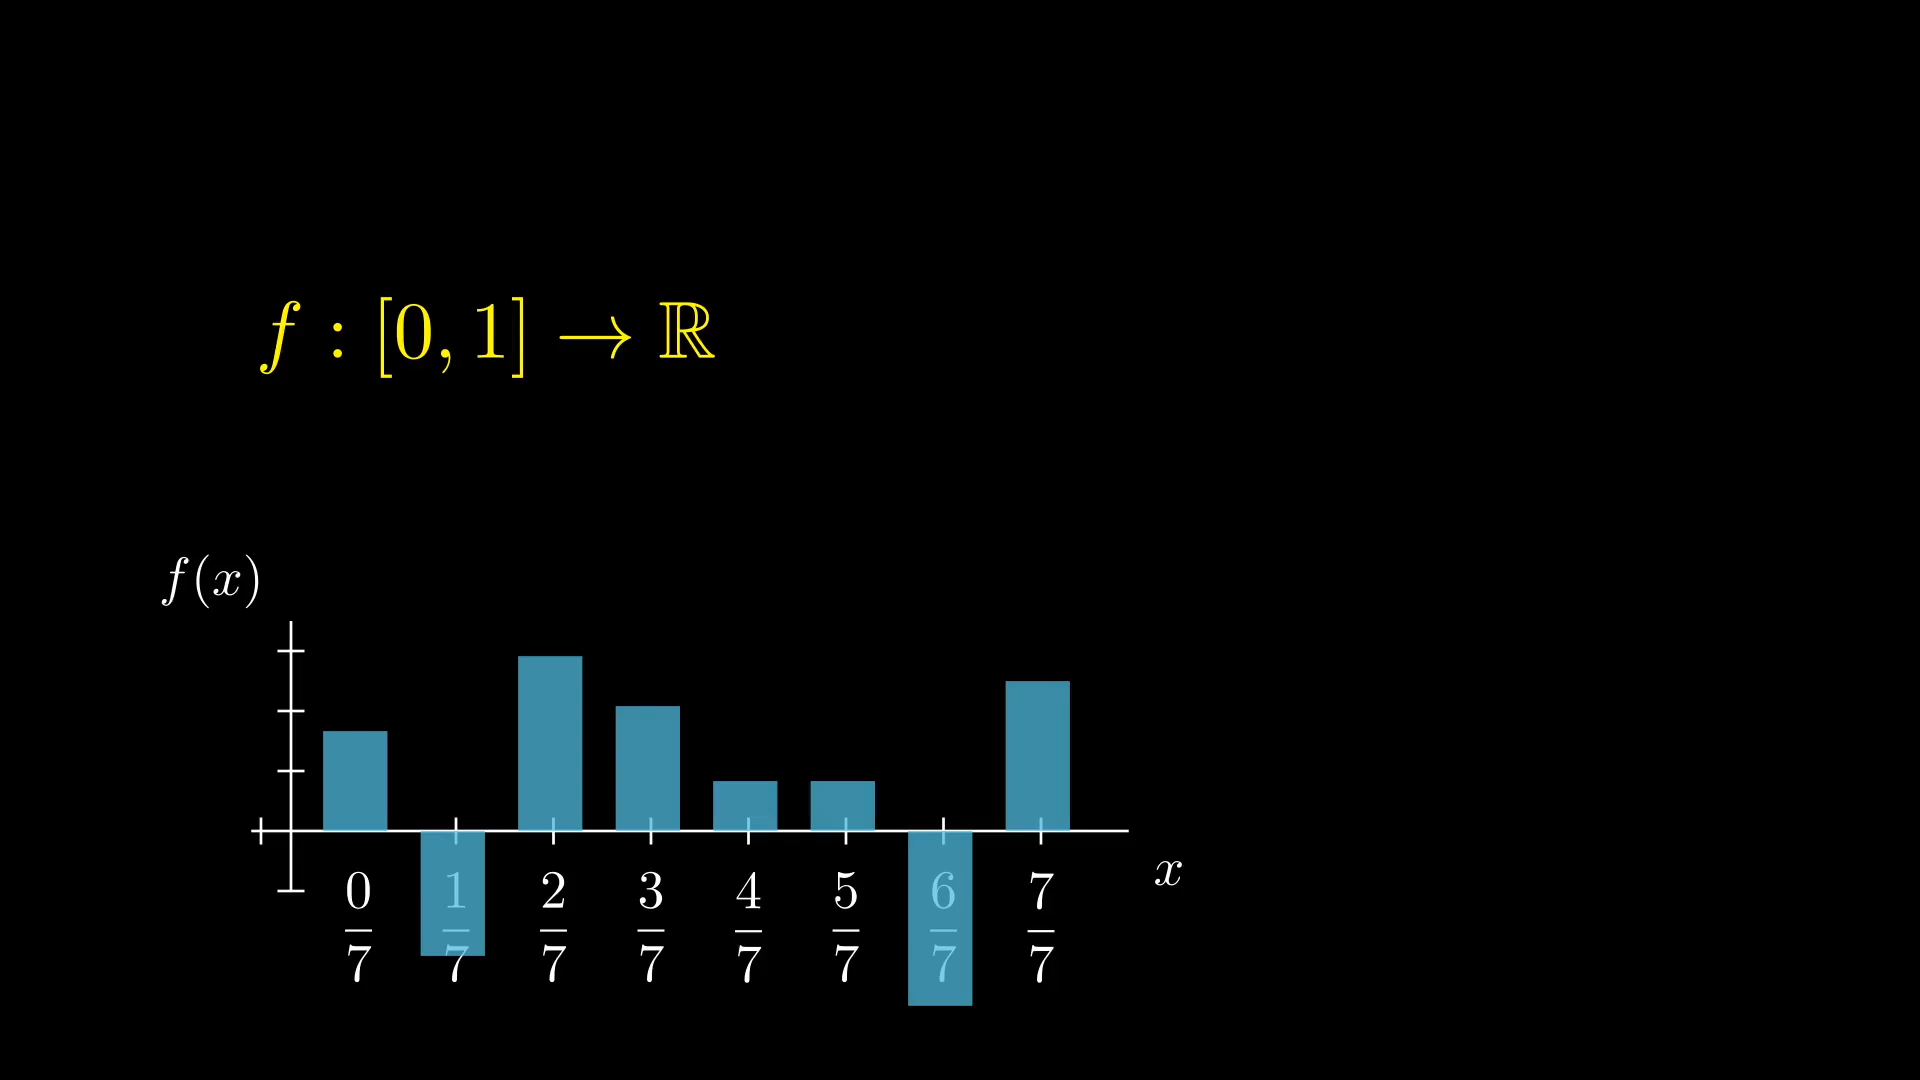 f : [0, 1] → ℝ
f(x)
x
0/7 1/7 2/7 3/7 4/7 5/7 6/7 7/7